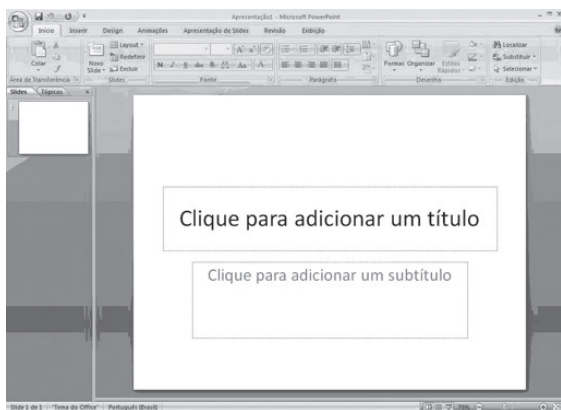 Apresentação1 - Microsoft PowerPoint
Início Inserir Design Animações Apresentação de Slides Revisão Exibição
Colar
Novo Slide
Layout
Redefinir
Excluir
Formas Organizar Estilos Rápidos
Localizar
Substituir
Selecionar
Área de Transferência Slides Fonte Parágrafo Desenho Edição
Slides Tópicos
1
Clique para adicionar um título
Clique para adicionar um subtítulo
Slide 1 de 1 "Tema do Office" Português (Brasil) 70%